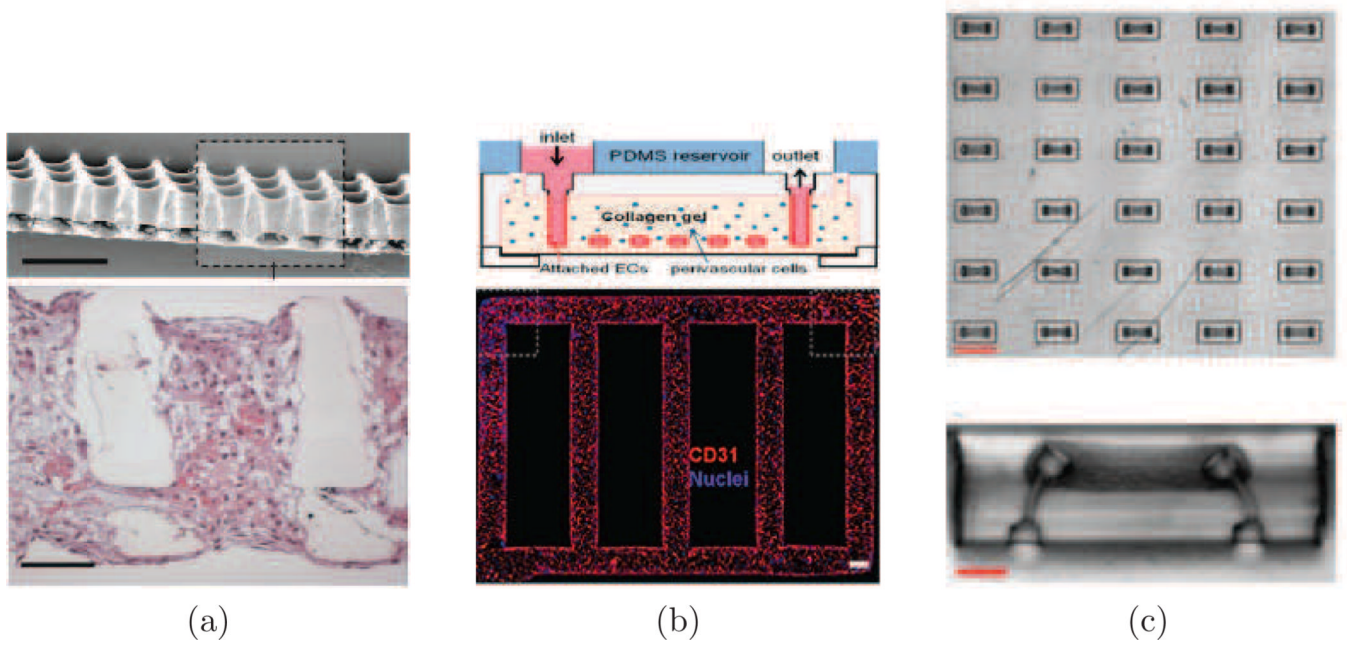 inlet
PDMS reservoir
outlet
Collagen gel
Attached ECs
perivascular cells
CD31
Nuclei
(a)
(b)
(c)